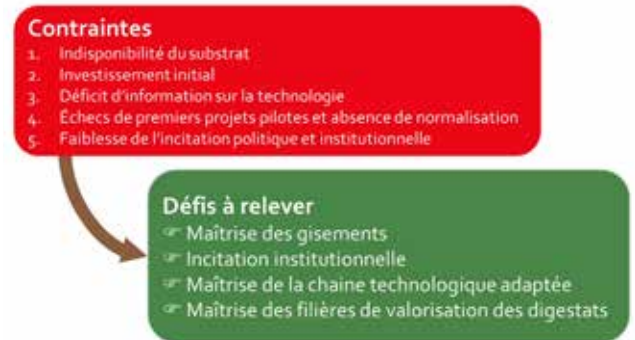 Contraintes
1. Indisponibilité du substrat
2. Investissement initial
3. Déficit d'information sur la technologie
4. Échecs de premiers projets pilotes et absence de normalisation
5. Faiblesse de l'incitation politique et institutionnelle
Défis à relever
☞ Maîtrise des gisements
☞ Incitation institutionnelle
☞ Maîtrise de la chaine technologique adaptée
☞ Maîtrise des filières de valorisation des digestats